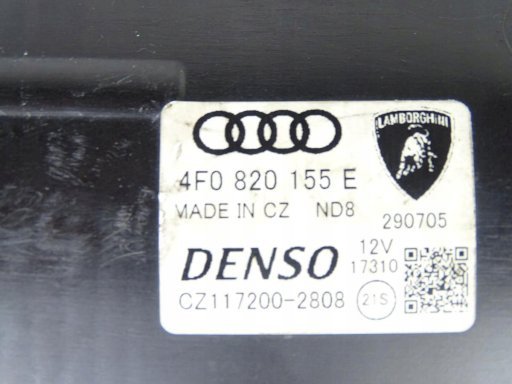 LAMBORGHINI
4F0 820 155 E
MADE IN CZ ND8
290705
DENSO
12V
17310
CZ117200-2808
21S